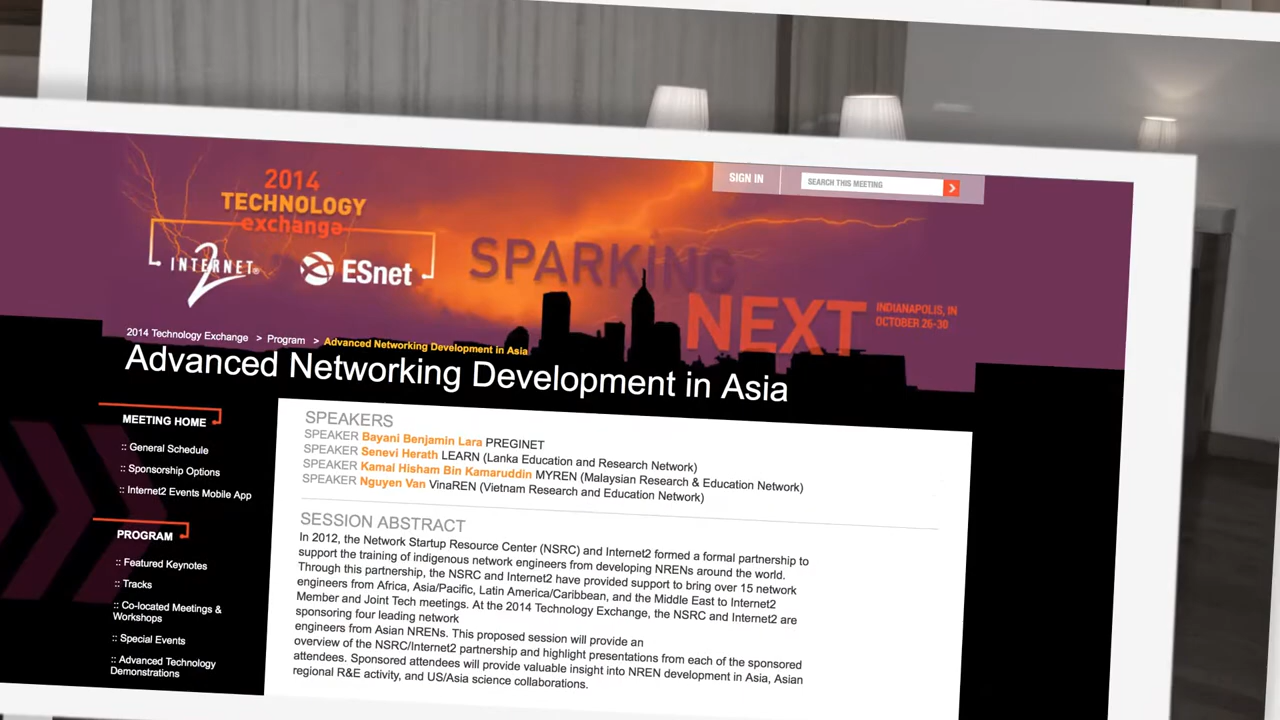 2014
TECHNOLOGY
exchange
INTERNET 2®
ESnet
SPARKING
NEXT
INDIANAPOLIS, IN
OCTOBER 26-30
SIGN IN
SEARCH THIS MEETING
2014 Technology Exchange > Program > Advanced Networking Development in Asia
Advanced Networking Development in Asia
MEETING HOME
:: General Schedule
:: Sponsorship Options
:: Internet2 Events Mobile App
PROGRAM
:: Featured Keynotes
:: Tracks
:: Co-located Meetings &
Workshops
:: Special Events
:: Advanced Technology
Demonstrations
SPEAKERS
SPEAKER Bayani Benjamin Lara PREGINET
SPEAKER Senevi Herath LEARN (Lanka Education and Research Network)
SPEAKER Kamal Hisham Bin Kamaruddin MYREN (Malaysian Research & Education Network)
SPEAKER Nguyen Van VinaREN (Vietnam Research and Education Network)
SESSION ABSTRACT
In 2012, the Network Startup Resource Center (NSRC) and Internet2 formed a formal partnership to
support the training of indigenous network engineers from developing NRENs around the world.
Through this partnership, the NSRC and Internet2 have provided support to bring over 15 network
engineers from Africa, Asia/Pacific, Latin America/Caribbean, and the Middle East to Internet2
Member and Joint Tech meetings. At the 2014 Technology Exchange, the NSRC and Internet2 are
sponsoring four leading network
engineers from Asian NRENs. This proposed session will provide an
overview of the NSRC/Internet2 partnership and highlight presentations from each of the sponsored
attendees. Sponsored attendees will provide valuable insight into NREN development in Asia, Asian
regional R&E activity, and US/Asia science collaborations.